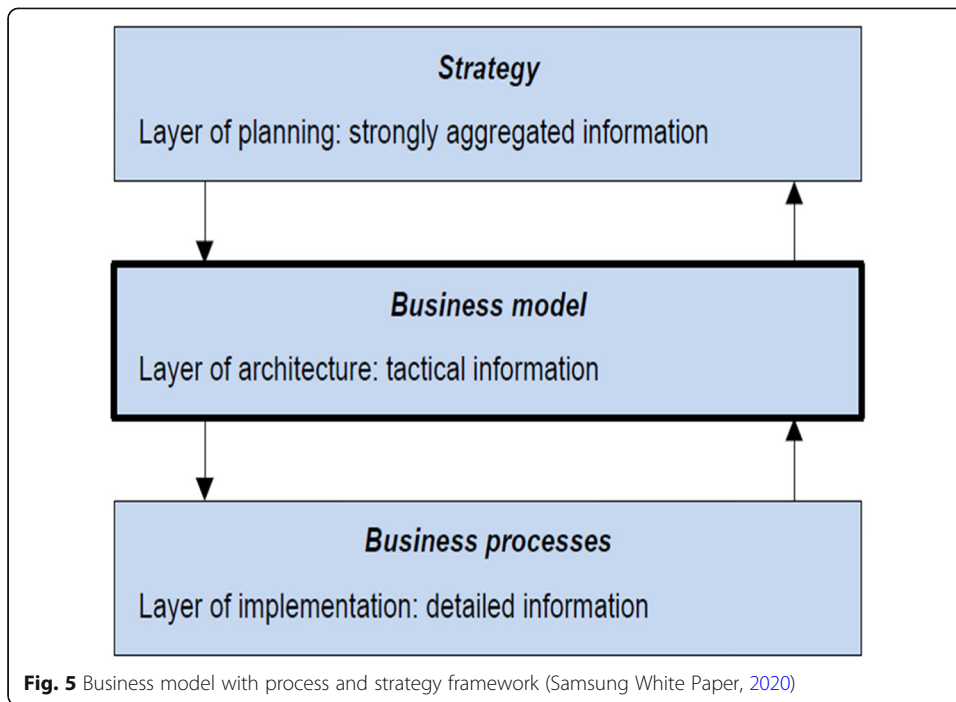 Strategy
Layer of planning: strongly aggregated information
Business model
Layer of architecture: tactical information
Business processes
Layer of implementation: detailed information
Fig. 5 Business model with process and strategy framework (Samsung White Paper, 2020)